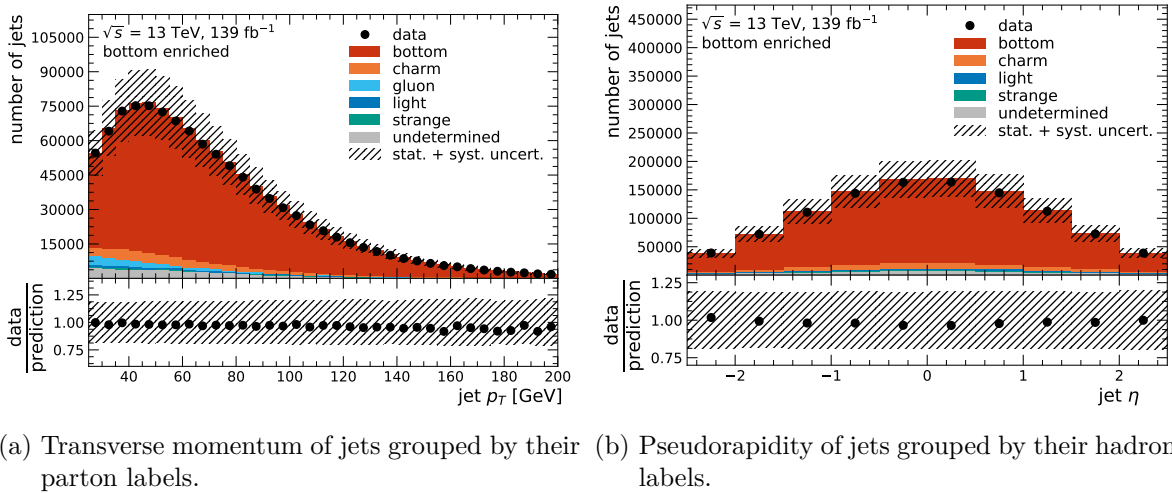 √s = 13 TeV, 139 fb⁻¹
bottom enriched
data
bottom
charm
gluon
light
strange
undetermined
stat. + syst. uncert.
number of jets
105000
90000
75000
60000
45000
30000
15000
data
prediction
1.25
1.00
0.75
40 60 80 100 120 140 160 180 200
jet p_T [GeV]
√s = 13 TeV, 139 fb⁻¹
bottom enriched
data
bottom
charm
light
strange
undetermined
stat. + syst. uncert.
number of jets
450000
400000
350000
300000
250000
200000
150000
100000
50000
data
prediction
1.25
1.00
0.75
−2 −1 0 1 2
jet η
(a) Transverse momentum of jets grouped by their
parton labels.
(b) Pseudorapidity of jets grouped by their hadron
labels.